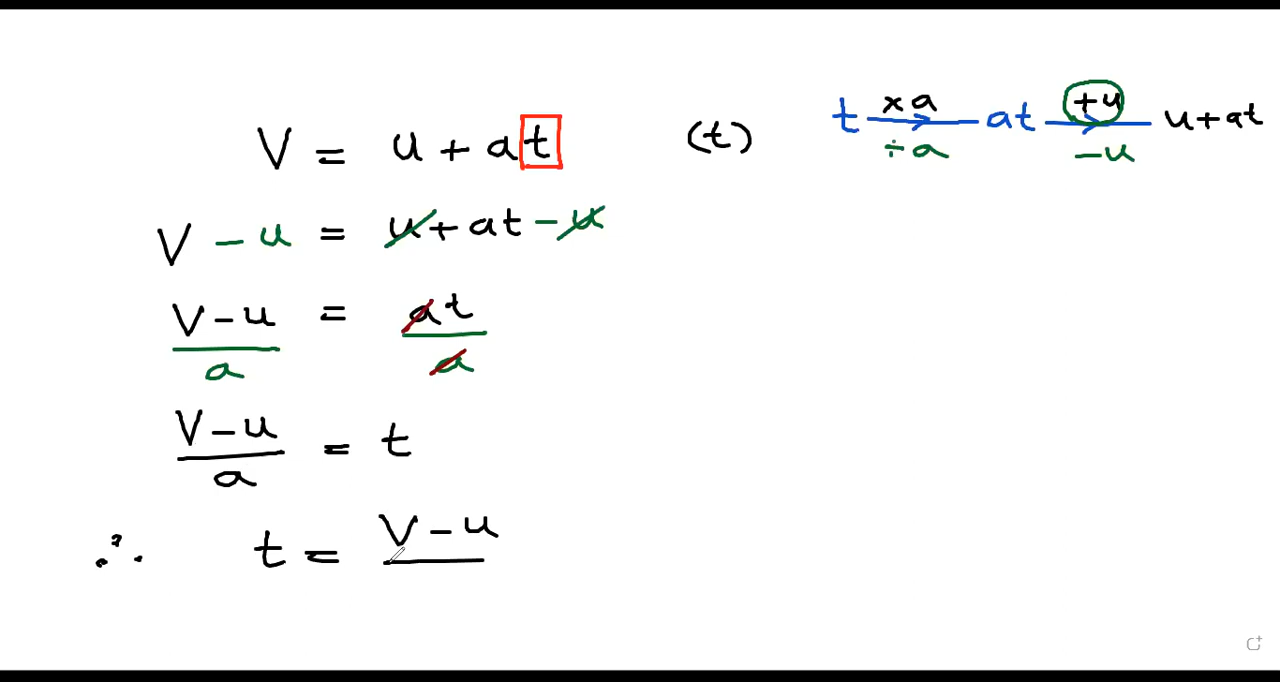 V = u + at (t) t ×a at +u u+at
÷a -u
V - u = u + at - u
V-u/a = at/a
V-u/a = t
∴ t = V-u